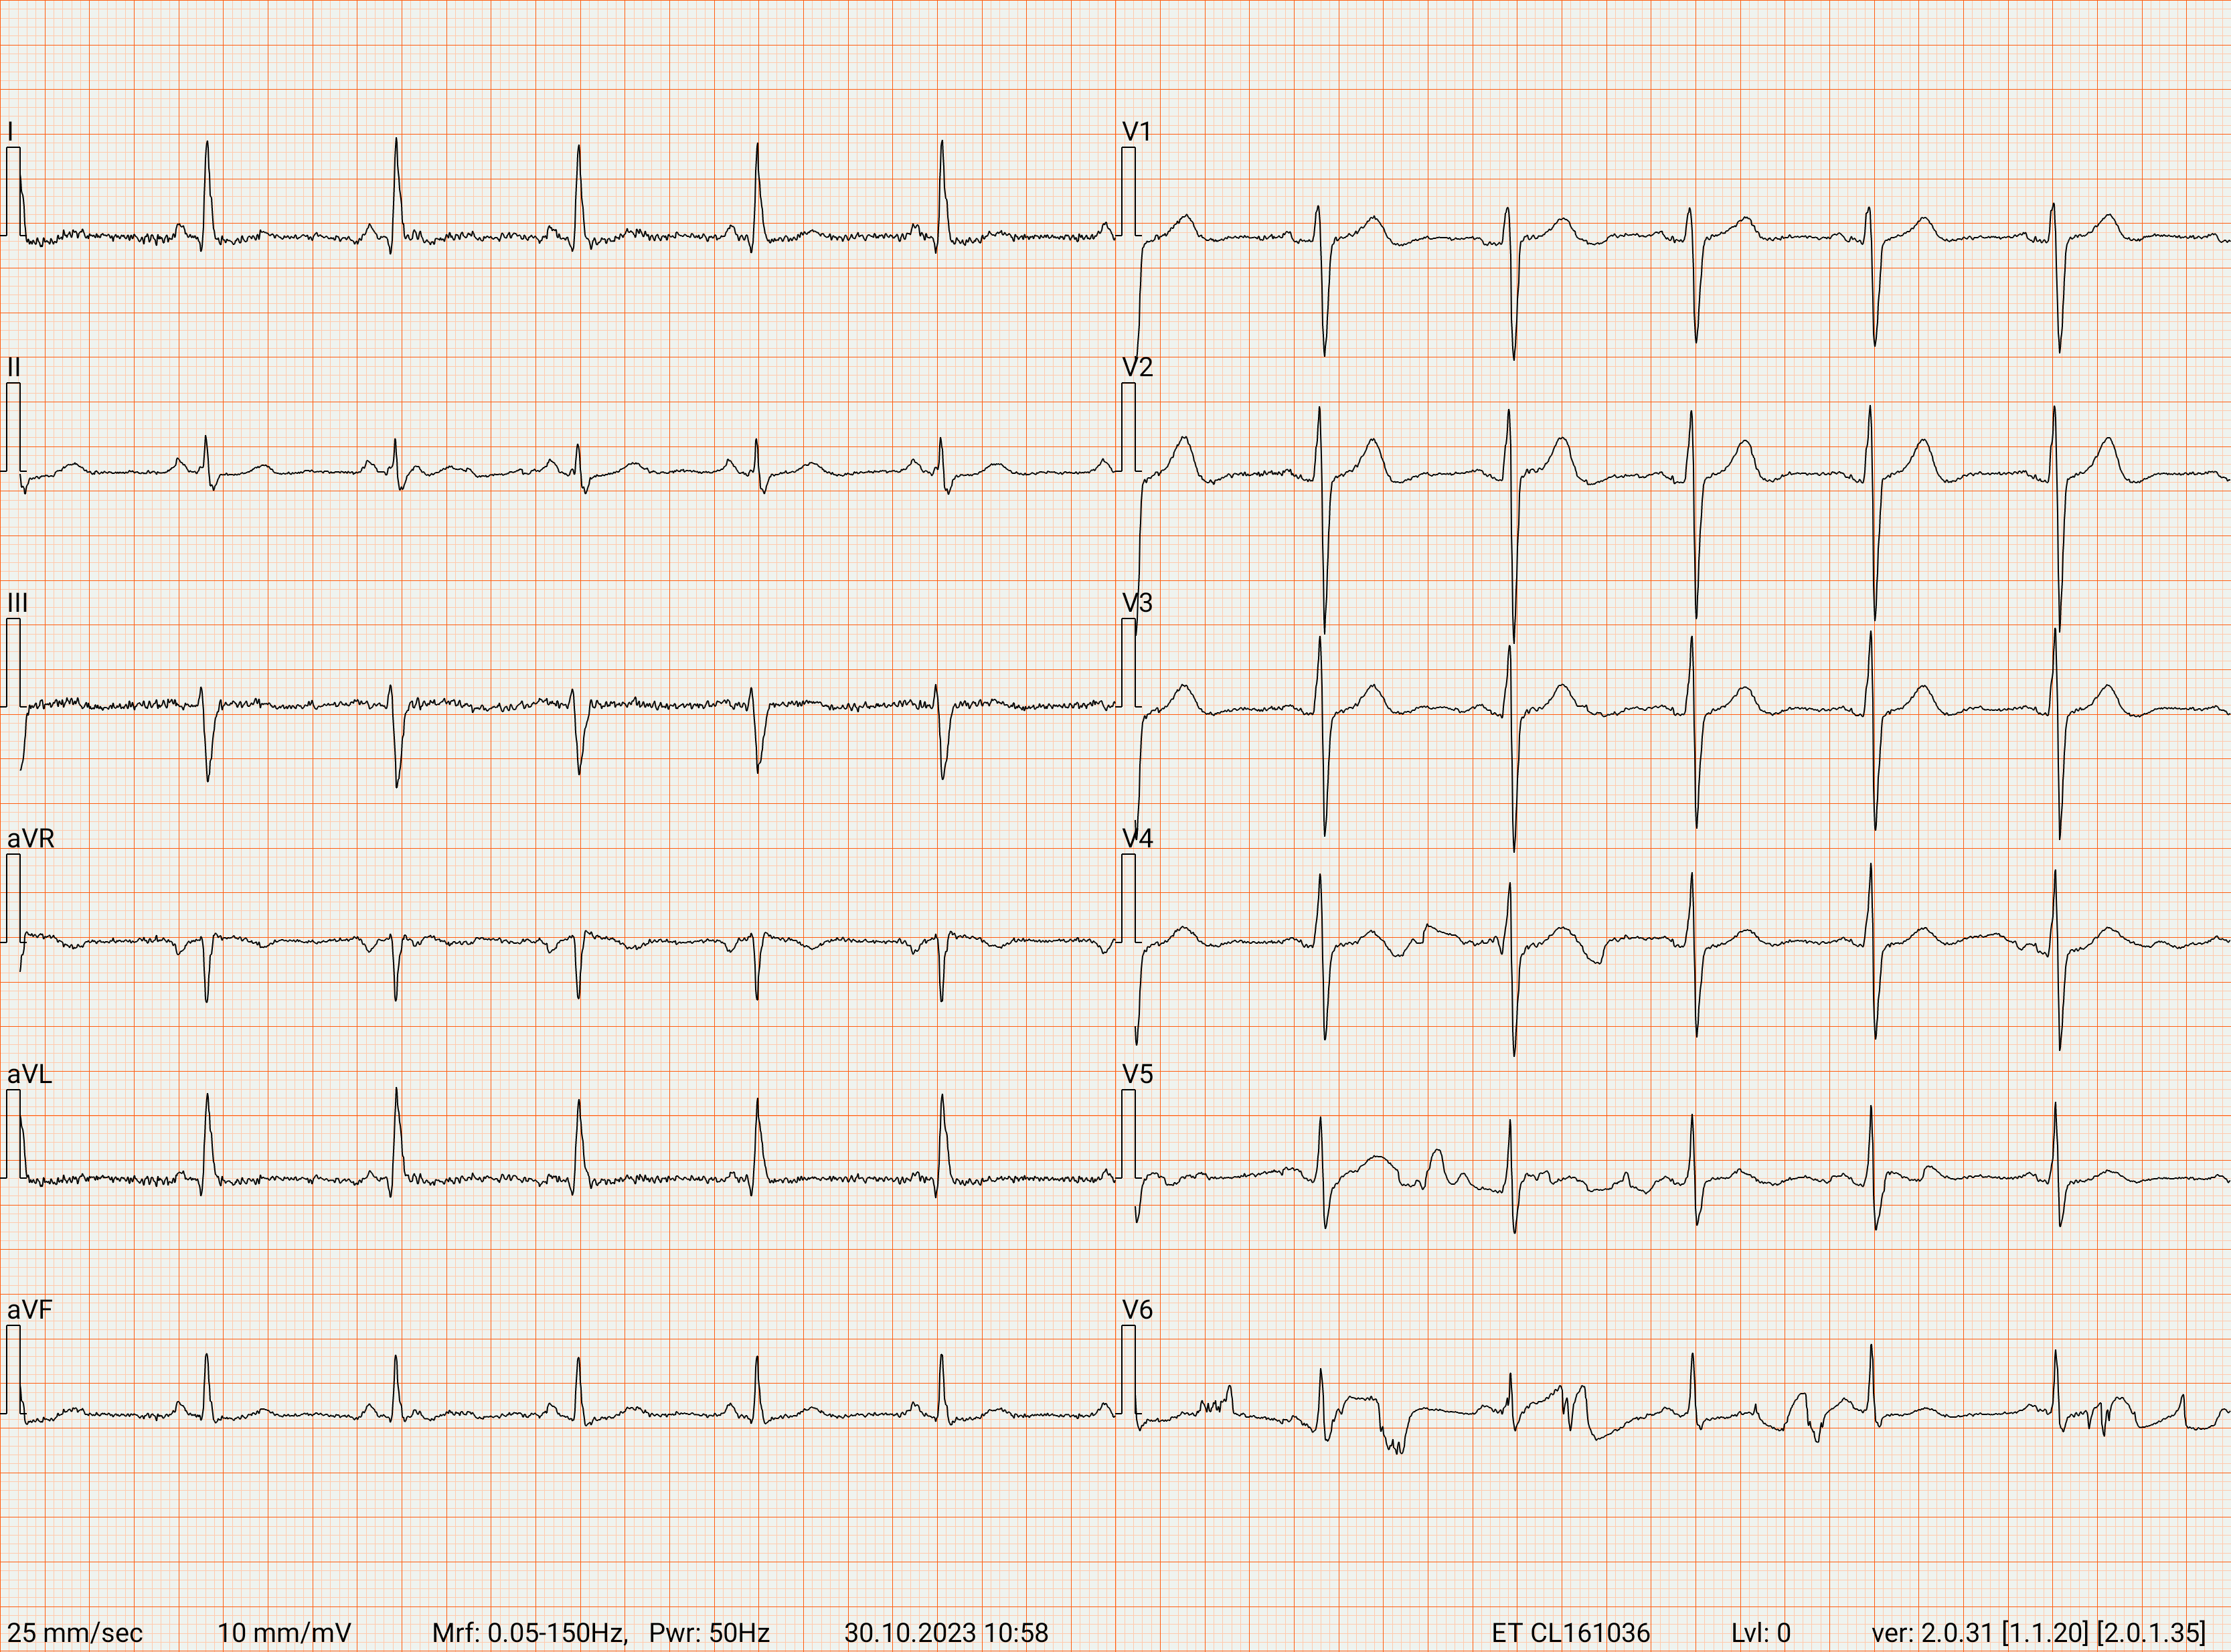 I
V1
II
V2
III
V3
aVR
V4
aVL
V5
aVF
V6
25 mm/sec 10 mm/mV Mrf: 0.05-150Hz, Pwr: 50Hz 30.10.2023 10:58 ET CL161036 Lvl: 0 ver: 2.0.31 [1.1.20] [2.0.1.35]